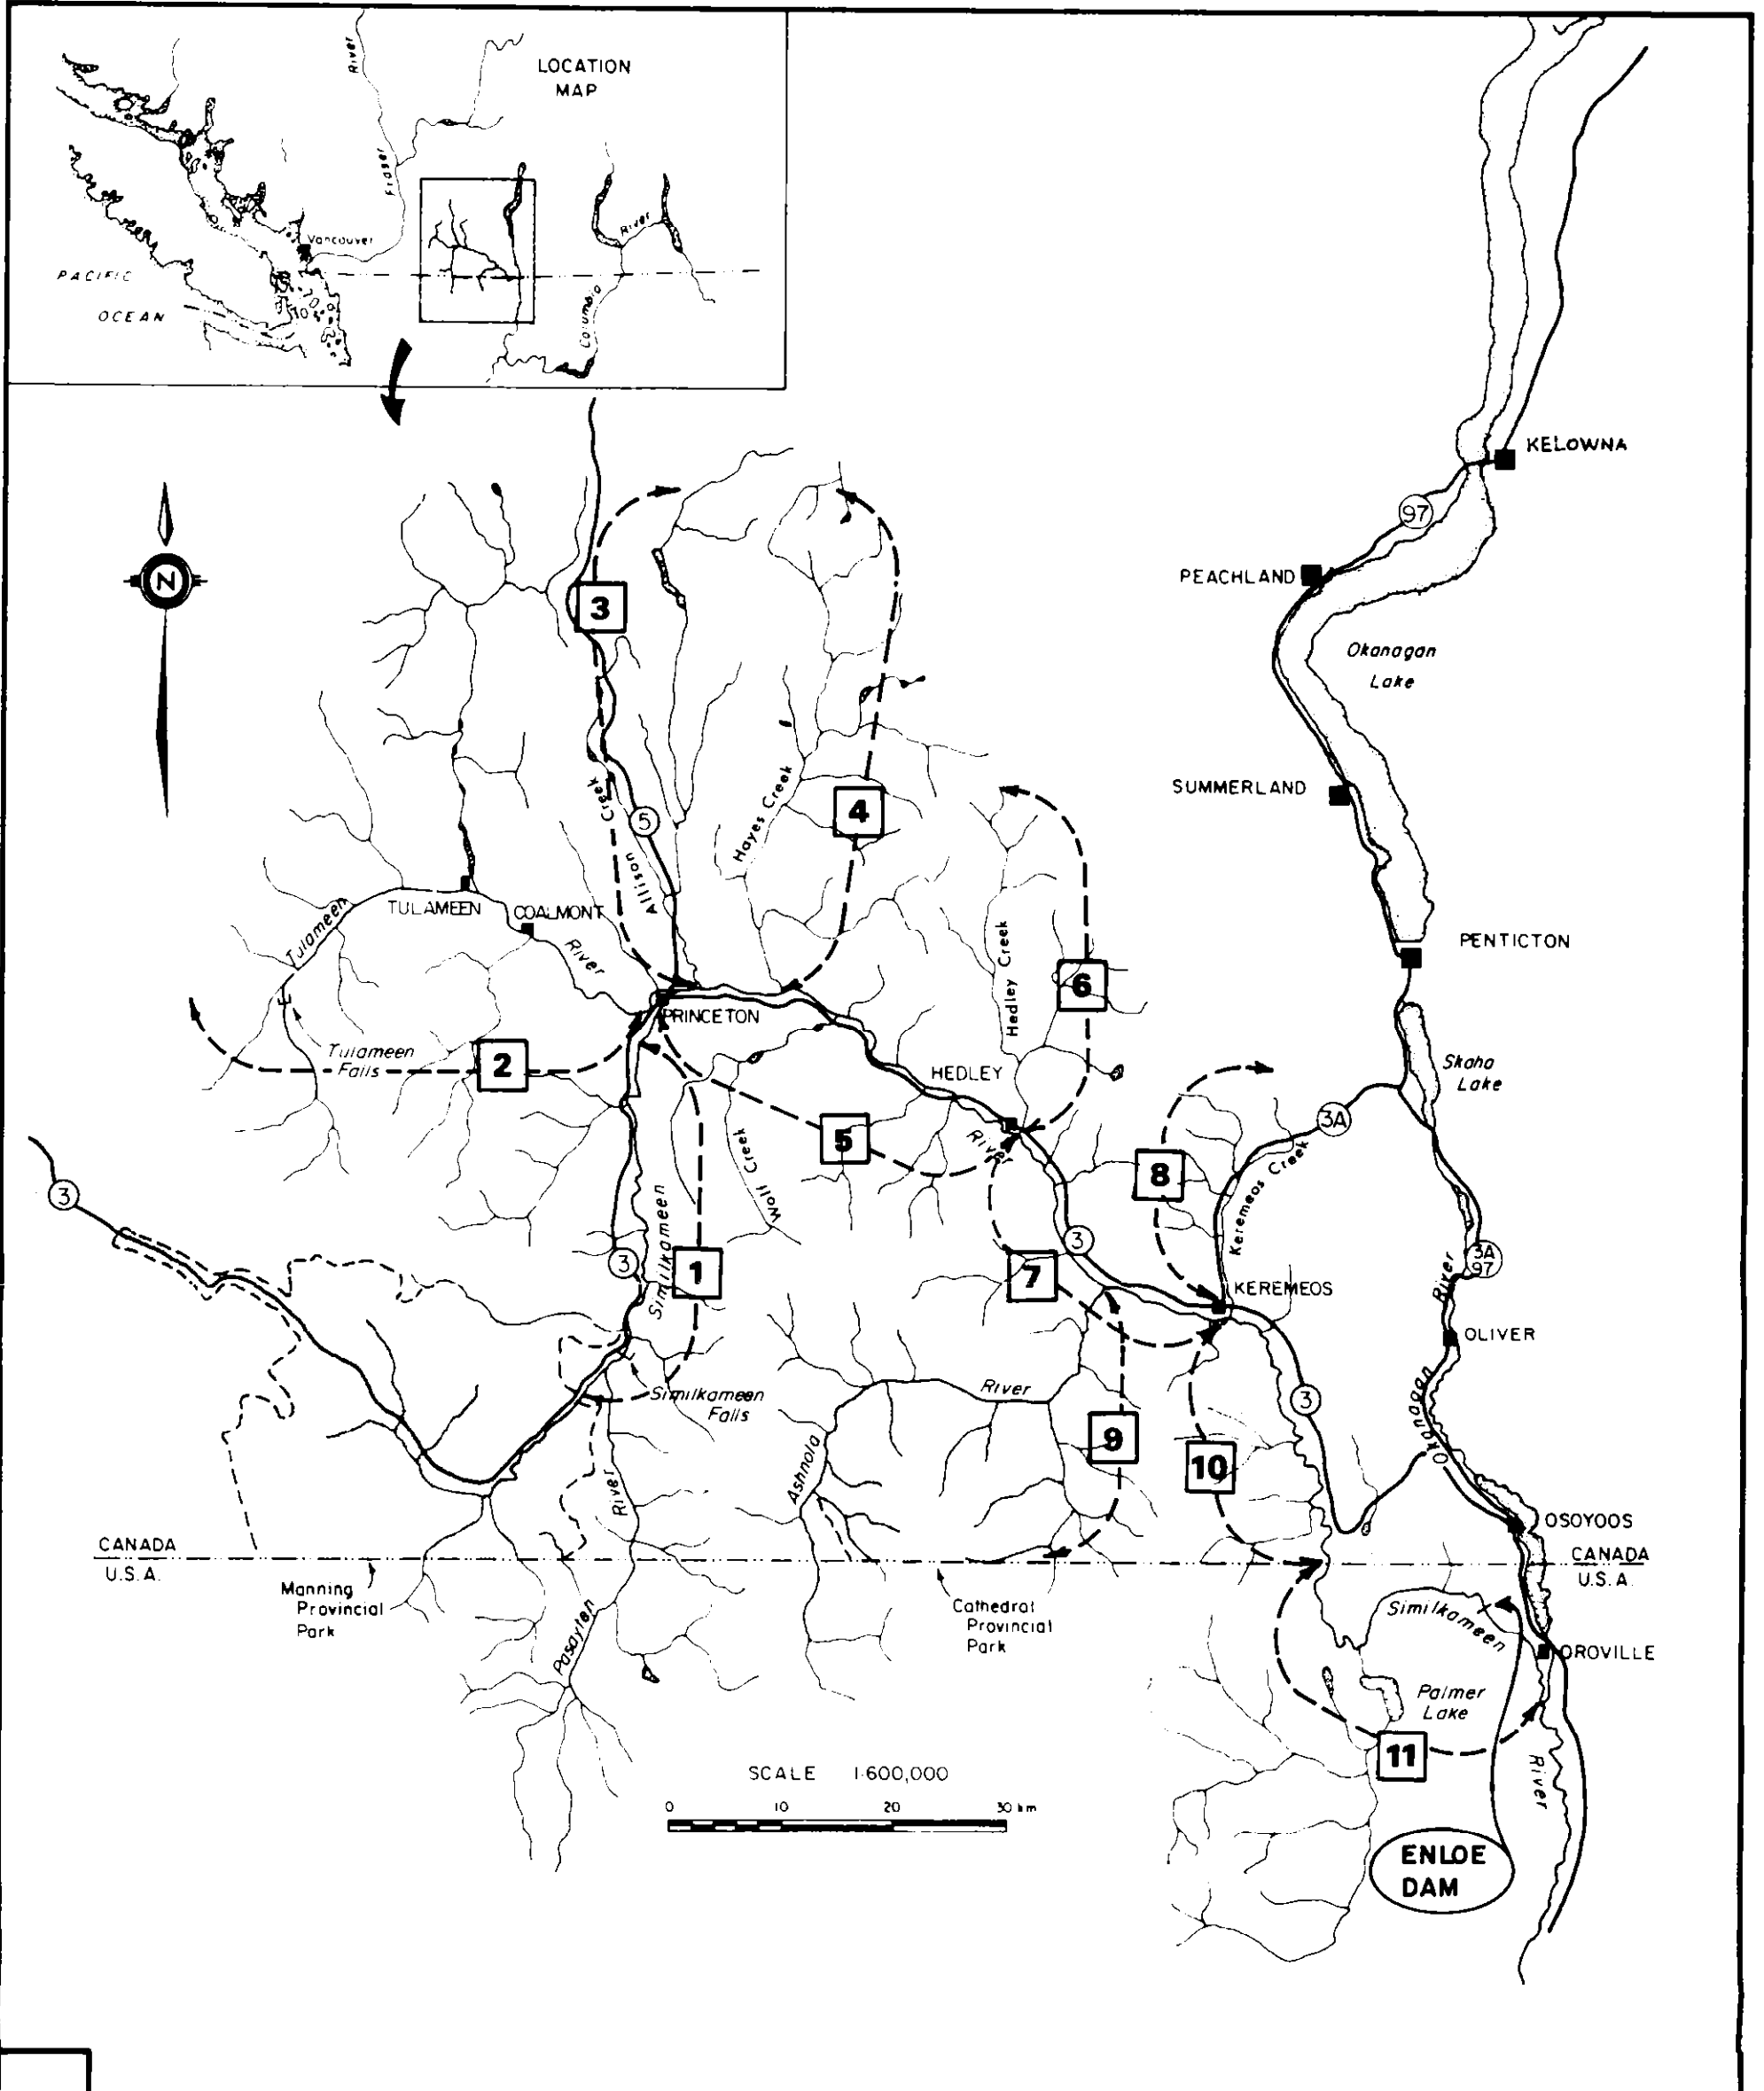 LOCATION
MAP
River
Fraser
Vancouver
River
Columbia
PACIFIC
OCEAN
N
KELOWNA
97
PEACHLAND
Okanagan
Lake
3
SUMMERLAND
4
5
Allison Creek
Hayes Creek
TULAMEEN
COALMONT
Tulameen
River
PENTICTON
Hedley Creek
6
PRINCETON
Tulameen
Falls
2
HEDLEY
Skaha
Lake
3A
5
River
Wolf Creek
8
Keremeos Creek
3
3
Similkameen
1
7
3
KEREMEOS
3A
97
River
OLIVER
Okanagan
Similkameen
Falls
River
3
9
10
Ashnola
River
OSOYOOS
CANADA
U.S.A.
CANADA
U.S.A.
Manning
Provincial
Park
Pasayten
Cathedral
Provincial
Park
Similkameen
OROVILLE
Palmer
Lake
11
River
SCALE 1:600,000
0 10 20 30 km
ENLOE
DAM